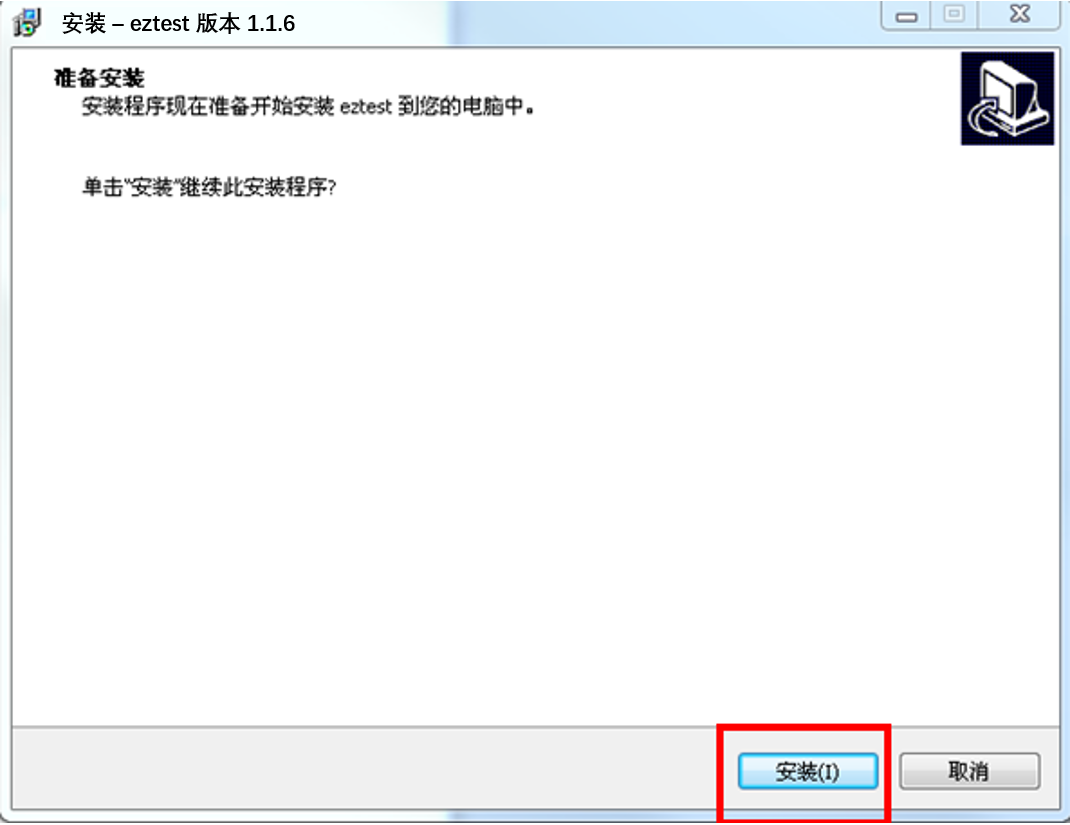 安装 – eztest 版本 1.1.6
准备安装
安装程序现在准备开始安装 eztest 到您的电脑中。
单击"安装"继续此安装程序?
安装(I)
取消